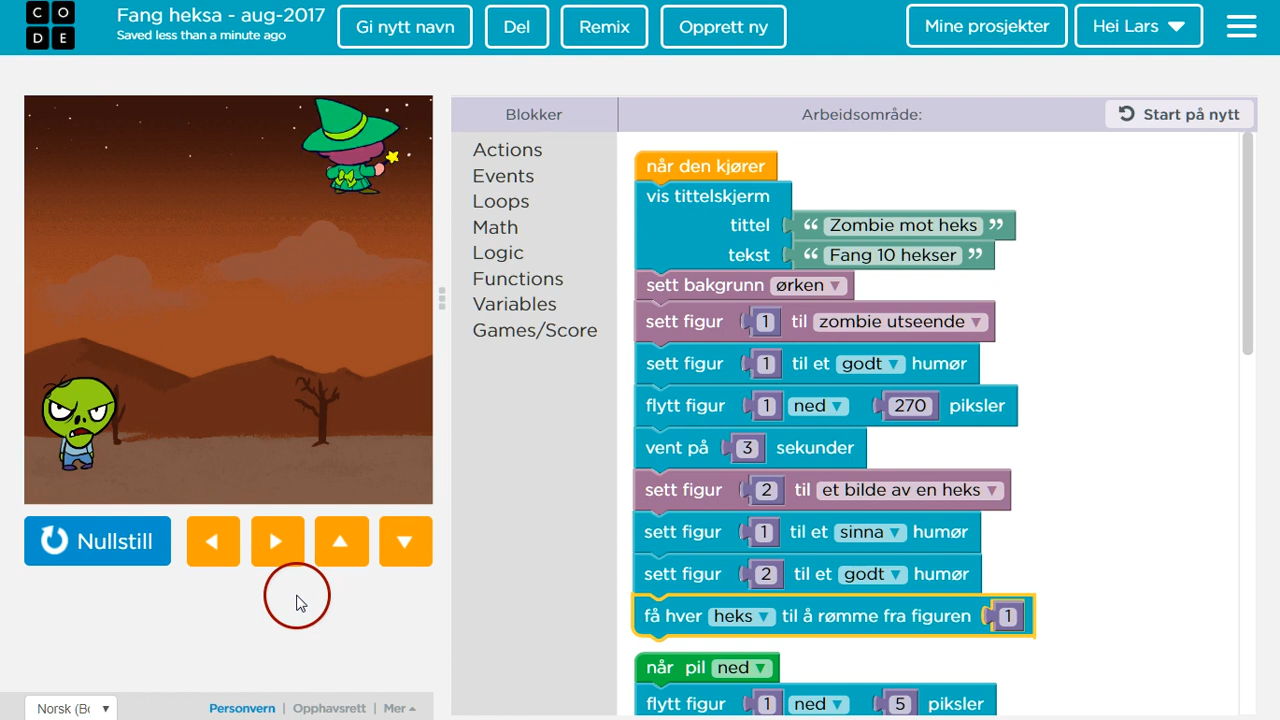 C O
D E
Fang heksa - aug-2017
Saved less than a minute ago
Gi nytt navn
Del
Remix
Opprett ny
Mine prosjekter
Hei Lars
Nullstill
Norsk (B
Personvern | Opphavsrett | Mer
Blokker
Actions
Events
Loops
Math
Logic
Functions
Variables
Games/Score
Arbeidsområde:
Start på nytt
når den kjører
vis tittelskjerm
tittel “ Zombie mot heks ”
tekst “ Fang 10 hekser ”
sett bakgrunn ørken
sett figur 1 til zombie utseende
sett figur 1 til et godt humør
flytt figur 1 ned 270 piksler
vent på 3 sekunder
sett figur 2 til et bilde av en heks
sett figur 1 til et sinna humør
sett figur 2 til et godt humør
få hver heks til å rømme fra figuren 1
når pil ned
flytt figur 1 ned 5 piksler